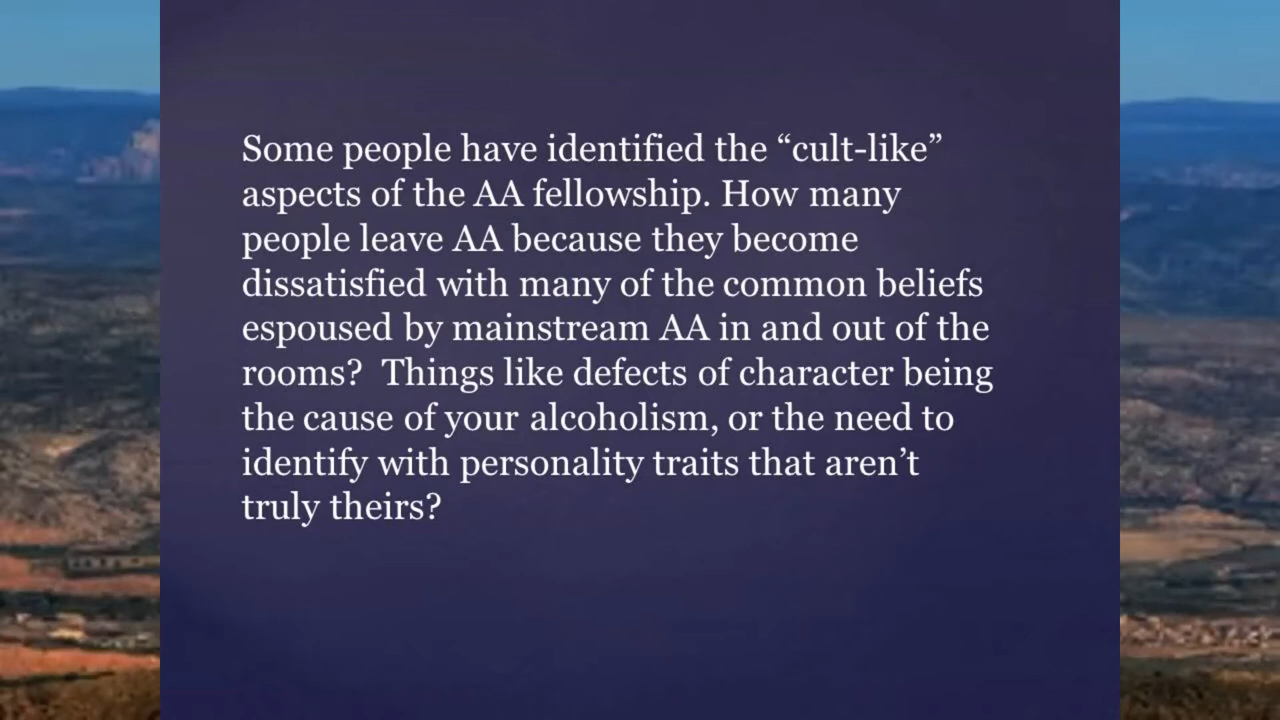 Some people have identified the “cult-like”
aspects of the AA fellowship. How many
people leave AA because they become
dissatisfied with many of the common beliefs
espoused by mainstream AA in and out of the
rooms?  Things like defects of character being
the cause of your alcoholism, or the need to
identify with personality traits that aren’t
truly theirs?